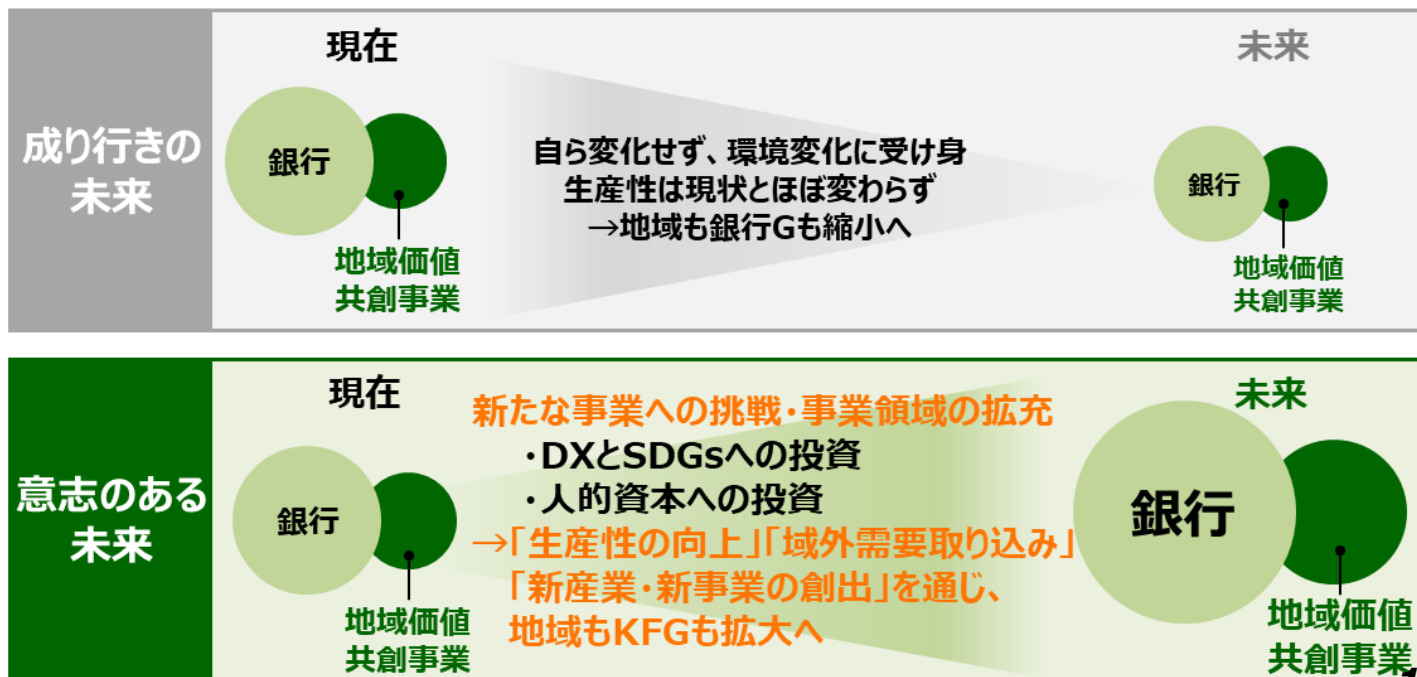 成り行きの
未来
現在
銀行
地域価値
共創事業
自ら変化せず、環境変化に受け身
生産性は現状とほぼ変わらず
→地域も銀行Gも縮小へ
未来
銀行
地域価値
共創事業
意志のある
未来
現在
銀行
地域価値
共創事業
新たな事業への挑戦・事業領域の拡充
・DXとSDGsへの投資
・人的資本への投資
→「生産性の向上」「域外需要取り込み」
「新産業・新事業の創出」を通じ、
地域もKFGも拡大へ
未来
銀行
地域価値
共創事業